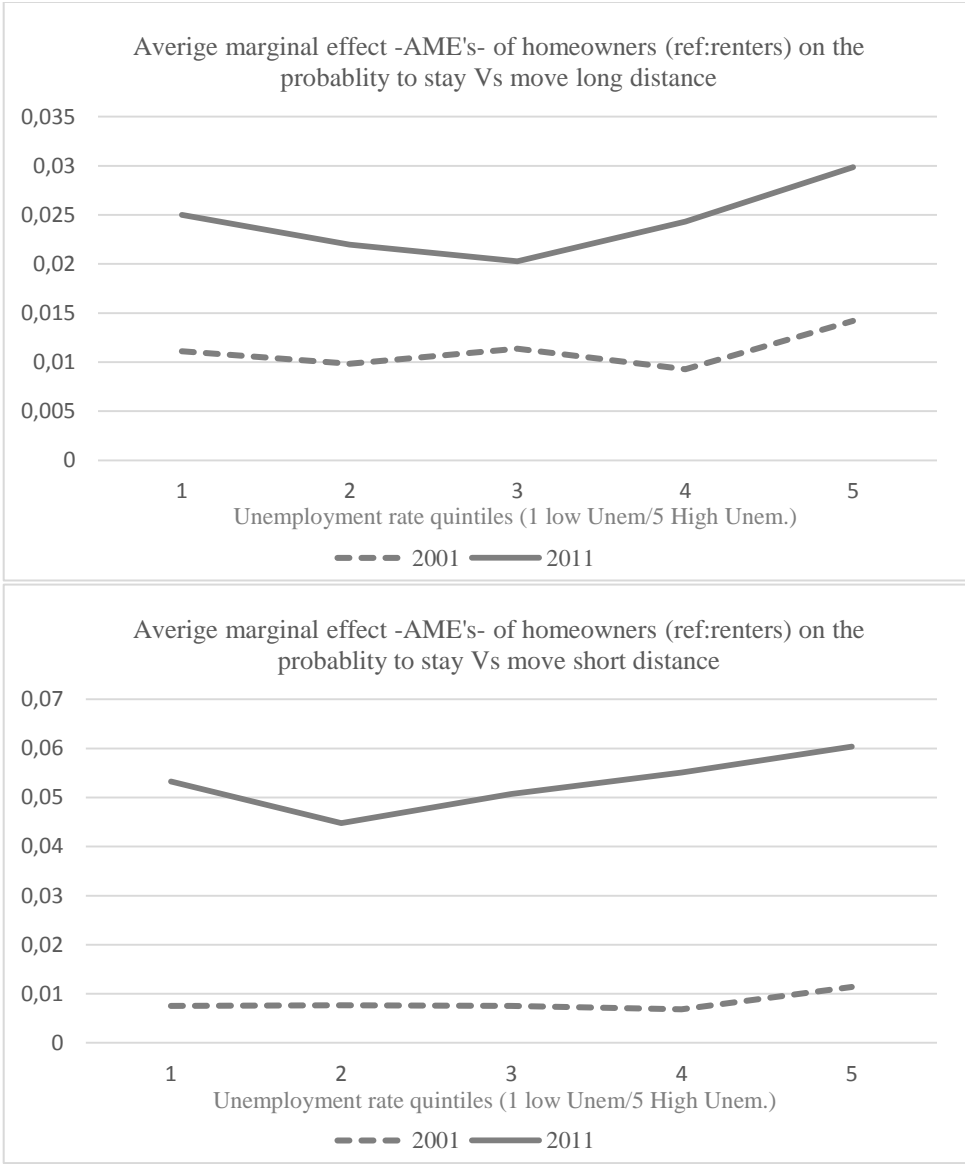 Averige marginal effect -AME's- of homeowners (ref:renters) on the
probablity to stay Vs move long distance
0,035
0,03
0,025
0,02
0,015
0,01
0,005
0
1 2 3 4 5
Unemployment rate quintiles (1 low Unem/5 High Unem.)
2001 2011
Averige marginal effect -AME's- of homeowners (ref:renters) on the
probablity to stay Vs move short distance
0,07
0,06
0,05
0,04
0,03
0,02
0,01
0
1 2 3 4 5
Unemployment rate quintiles (1 low Unem/5 High Unem.)
2001 2011